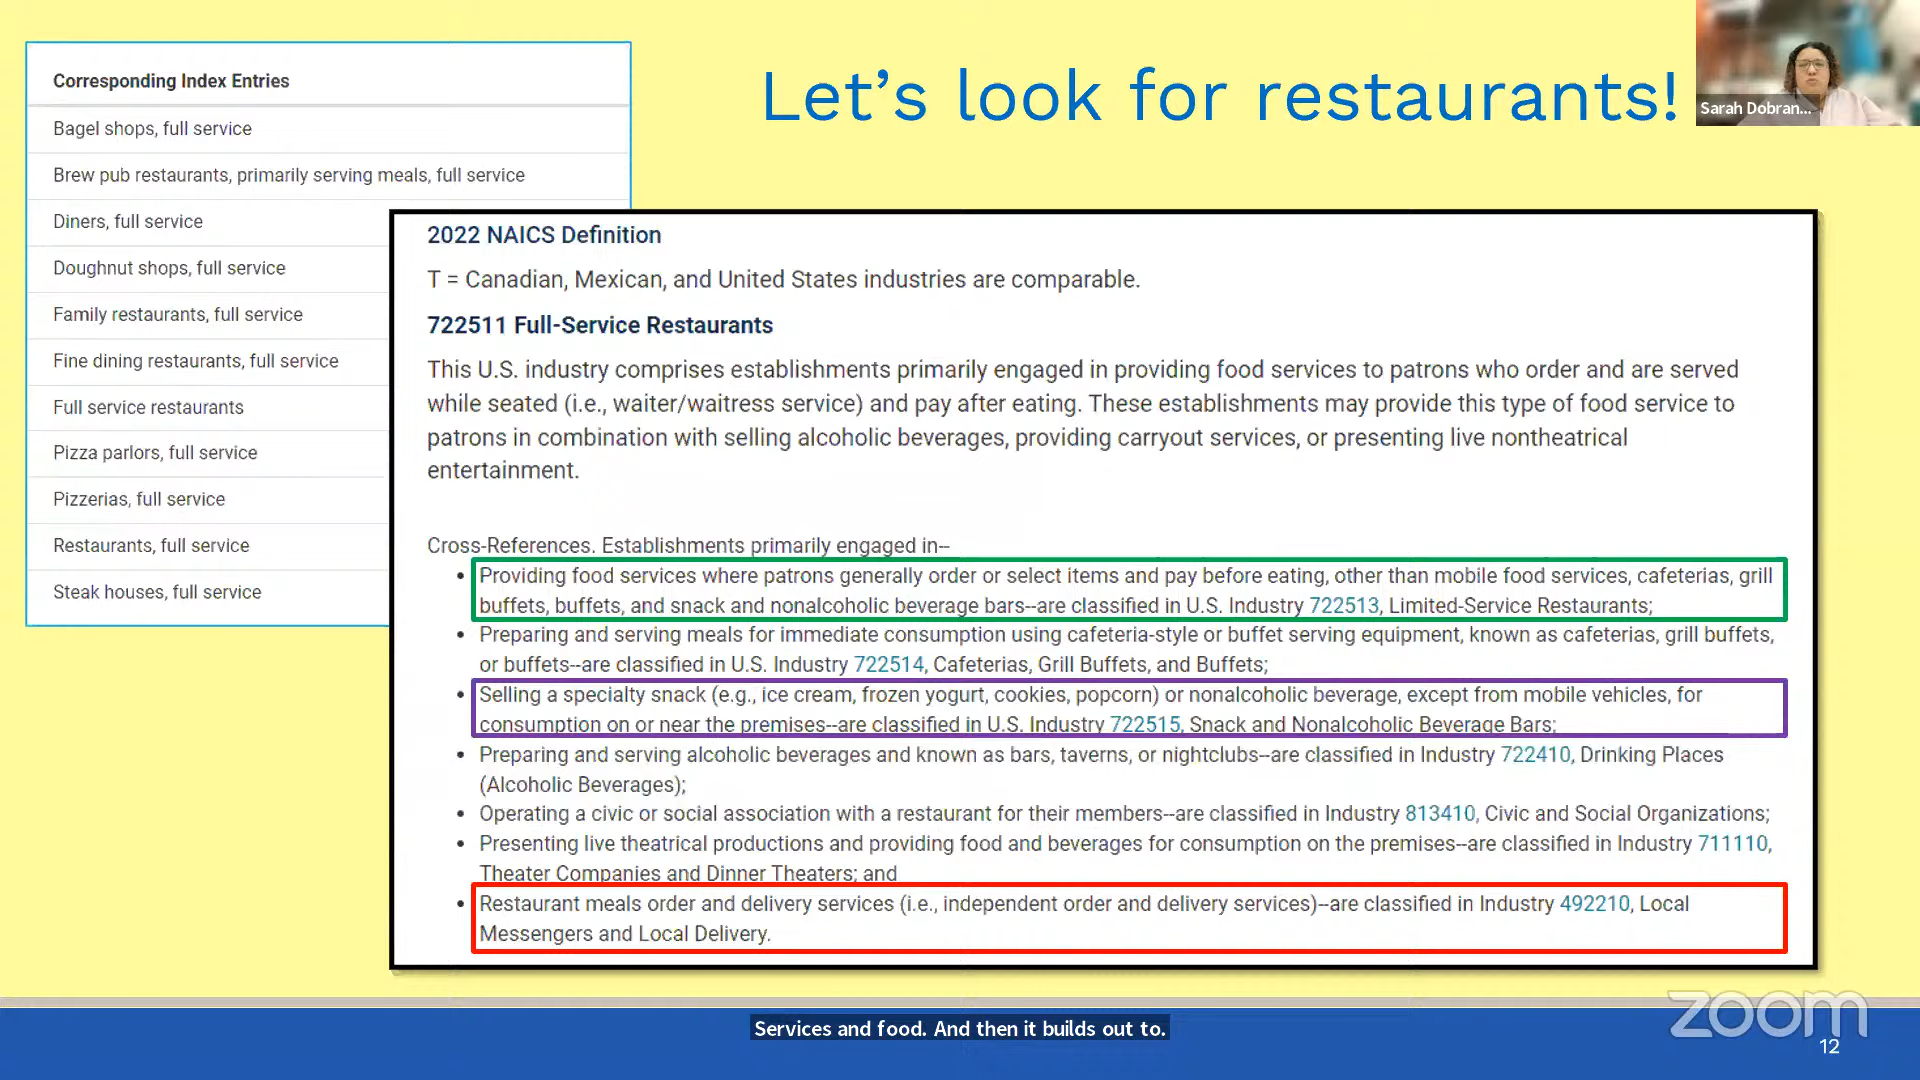 Let's look for restaurants!
Sarah Dobran...
Corresponding Index Entries
Bagel shops, full service
Brew pub restaurants, primarily serving meals, full service
Diners, full service
Doughnut shops, full service
Family restaurants, full service
Fine dining restaurants, full service
Full service restaurants
Pizza parlors, full service
Pizzerias, full service
Restaurants, full service
Steak houses, full service
2022 NAICS Definition
T = Canadian, Mexican, and United States industries are comparable.
722511 Full-Service Restaurants
This U.S. industry comprises establishments primarily engaged in providing food services to patrons who order and are served
while seated (i.e., waiter/waitress service) and pay after eating. These establishments may provide this type of food service to
patrons in combination with selling alcoholic beverages, providing carryout services, or presenting live nontheatrical
entertainment.
Cross-References. Establishments primarily engaged in--
• Providing food services where patrons generally order or select items and pay before eating, other than mobile food services, cafeterias, grill
buffets, buffets, and snack and nonalcoholic beverage bars--are classified in U.S. Industry 722513, Limited-Service Restaurants;
• Preparing and serving meals for immediate consumption using cafeteria-style or buffet serving equipment, known as cafeterias, grill buffets,
or buffets--are classified in U.S. Industry 722514, Cafeterias, Grill Buffets, and Buffets;
• Selling a specialty snack (e.g., ice cream, frozen yogurt, cookies, popcorn) or nonalcoholic beverage, except from mobile vehicles, for
consumption on or near the premises--are classified in U.S. Industry 722515, Snack and Nonalcoholic Beverage Bars;
• Preparing and serving alcoholic beverages and known as bars, taverns, or nightclubs--are classified in Industry 722410, Drinking Places
(Alcoholic Beverages);
• Operating a civic or social association with a restaurant for their members--are classified in Industry 813410, Civic and Social Organizations;
• Presenting live theatrical productions and providing food and beverages for consumption on the premises--are classified in Industry 711110,
Theater Companies and Dinner Theaters; and
• Restaurant meals order and delivery services (i.e., independent order and delivery services)--are classified in Industry 492210, Local
Messengers and Local Delivery.
Services and food. And then it builds out to.
zoom
12